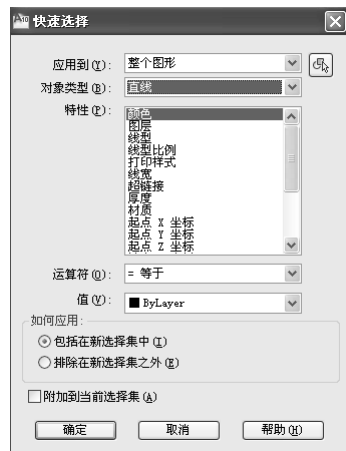 快速选择
应用到(Y): 整个图形
对象类型(B): 直线
特性(P): 颜色
图层
线型
线型比例
打印样式
线宽
超链接
厚度
材质
起点 X 坐标
起点 Y 坐标
起点 Z 坐标
运算符(O): = 等于
值(V): ByLayer
如何应用:
包括在新选择集中(I)
排除在新选择集之外(E)
附加到当前选择集(A)
确定 取消 帮助(H)